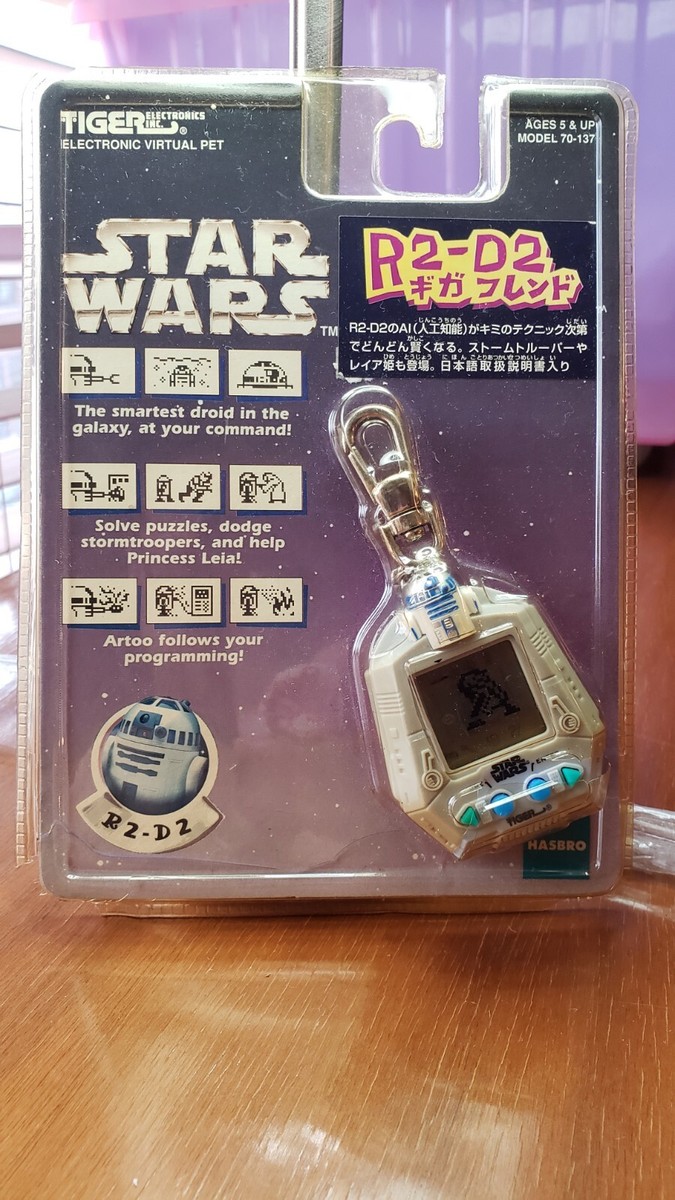 TIGER ELECTRONICS INC.®
ELECTRONIC VIRTUAL PET
AGES 5 & UP
MODEL 70-137
STAR
WARS™
R2-D2
ギガフレンド
R2-D2のAI(人工知能)がキミのテクニック次第
でどんどん賢くなる。ストームトルーパーや
レイア姫も登場。日本語取扱説明書入り
The smartest droid in the
galaxy, at your command!
Solve puzzles, dodge
stormtroopers, and help
Princess Leia!
Artoo follows your
programming!
R2-D2
STAR
WARS
TIGER
HASBRO